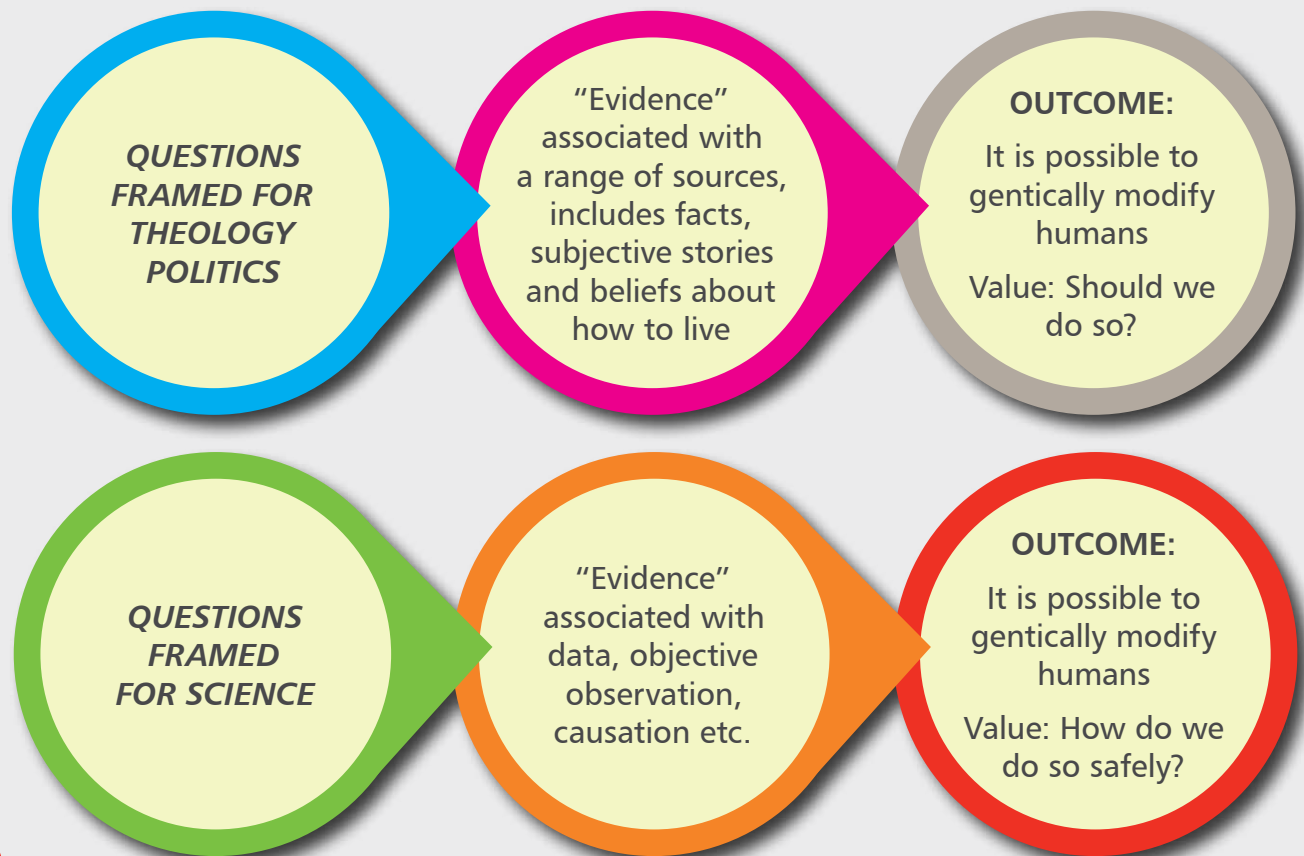 QUESTIONS
FRAMED FOR
THEOLOGY
POLITICS
“Evidence”
associated with
a range of sources,
includes facts,
subjective stories
and beliefs about
how to live
OUTCOME:
It is possible to
gentically modify
humans
Value: Should we
do so?
QUESTIONS
FRAMED
FOR SCIENCE
“Evidence”
associated with
data, objective
observation,
causation etc.
OUTCOME:
It is possible to
gentically modify
humans
Value: How do we
do so safely?